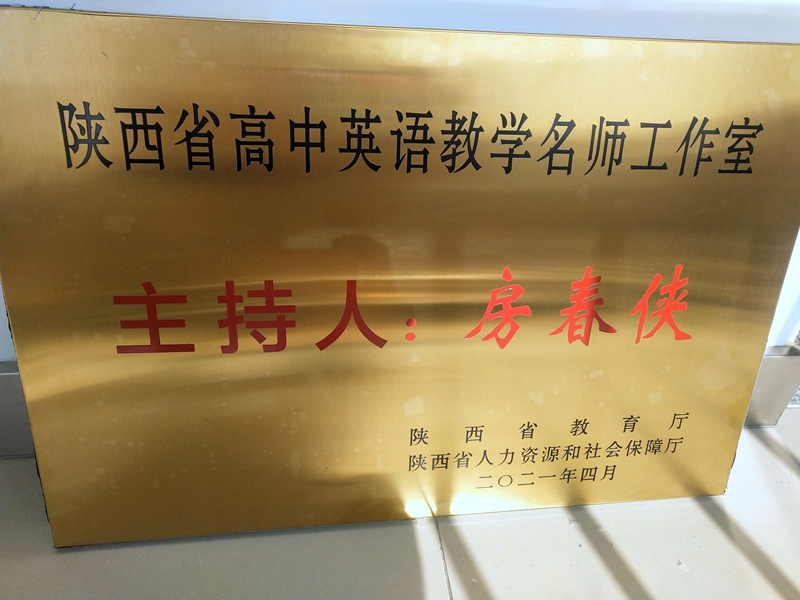 陕西省高中英语教学名师工作室
主持人：房春侠
陕西省教育厅
陕西省人力资源和社会保障厅
二〇二一年四月